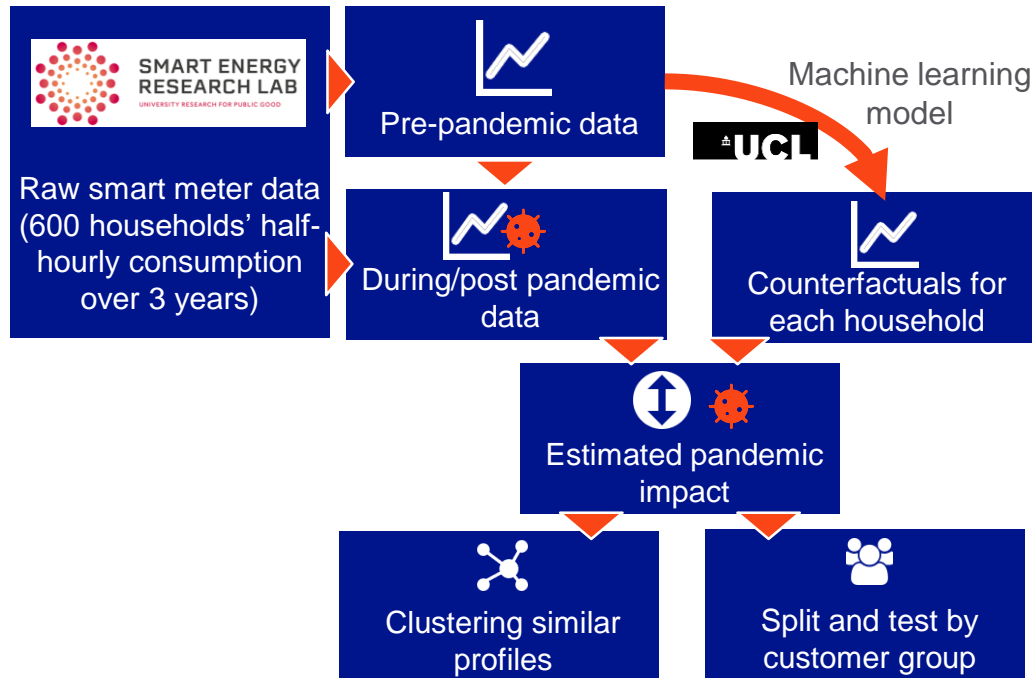 SMART ENERGY
RESEARCH LAB
UNIVERSITY RESEARCH FOR PUBLIC GOOD
Raw smart meter data
(600 households’ half-
hourly consumption
over 3 years)
Pre-pandemic data
Machine learning
model
UCL
During/post pandemic
data
Counterfactuals for
each household
Estimated pandemic
impact
Clustering similar
profiles
Split and test by
customer group